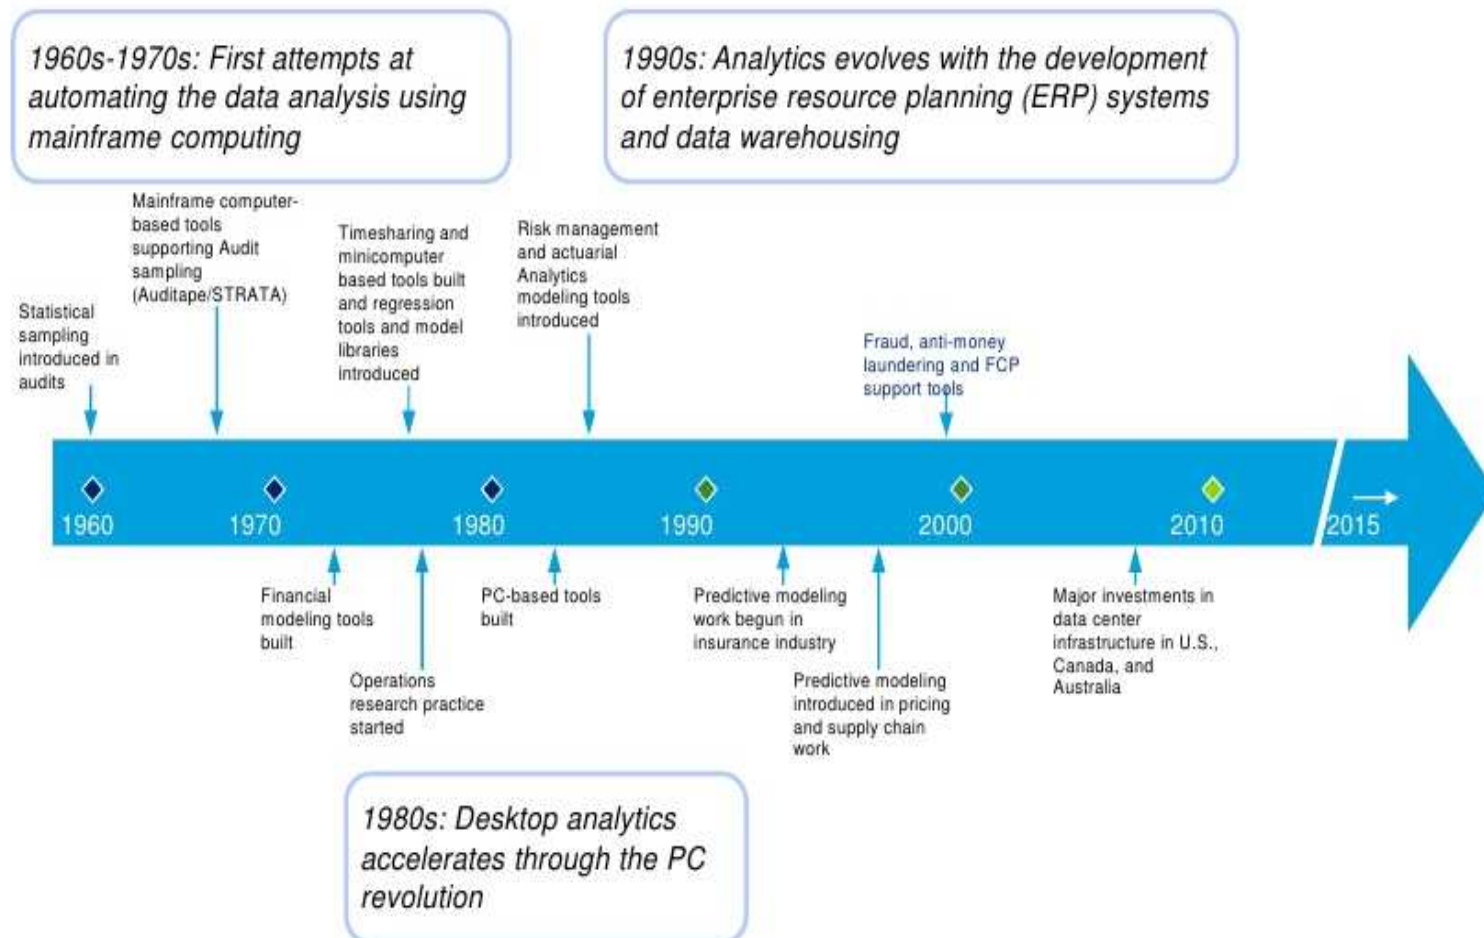 1960s-1970s: First attempts at
automating the data analysis using
mainframe computing
1990s: Analytics evolves with the development
of enterprise resource planning (ERP) systems
and data warehousing
Statistical
sampling
introduced in
audits
Mainframe computer-
based tools
supporting Audit
sampling
(Auditape/STRATA)
Timesharing and
minicomputer
based tools built
and regression
tools and model
libraries
introduced
Risk management
and actuarial
Analytics
modeling tools
introduced
Fraud, anti-money
laundering and FCP
support tools
1960
1970
1980
1990
2000
2010
2015
Financial
modeling tools
built
Operations
research practice
started
PC-based tools
built
Predictive modeling
work begun in
insurance industry
Predictive modeling
introduced in pricing
and supply chain
work
Major investments in
data center
infrastructure in U.S.,
Canada, and
Australia
1980s: Desktop analytics
accelerates through the PC
revolution